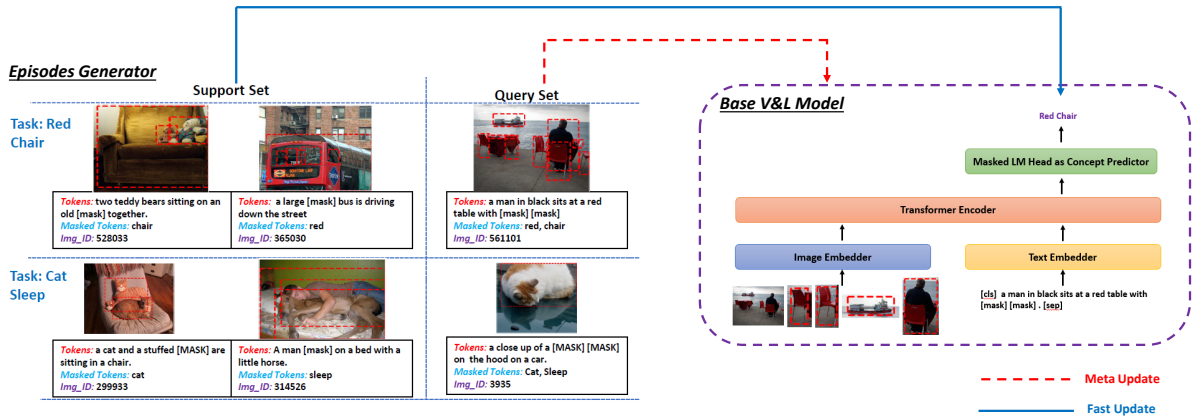 Episodes Generator
Support Set
Query Set
Task: Red
Chair
Tokens: two teddy bears sitting on an
old [mask] together.
Masked Tokens: chair
Img_ID: 528033
Tokens: a large [mask] bus is driving
down the street
Masked Tokens: red
Img_ID: 365030
Tokens: a man in black sits at a red
table with [mask] [mask]
Masked Tokens: red, chair
Img_ID: 561101
Task: Cat
Sleep
Tokens: a cat and a stuffed [MASK] are
sitting in a chair.
Masked Tokens: cat
Img_ID: 299933
Tokens: A man [mask] on a bed with a
little horse.
Masked Tokens: sleep
Img_ID: 314526
Tokens: a close up of a [MASK] [MASK]
on the hood on a car.
Masked Tokens: Cat, Sleep
Img_ID: 3935
Base V&L Model
Red Chair
Masked LM Head as Concept Predictor
Transformer Encoder
Image Embedder
Text Embedder
[cls] a man in black sits at a red table with
[mask] [mask] . [sep]
Meta Update
Fast Update